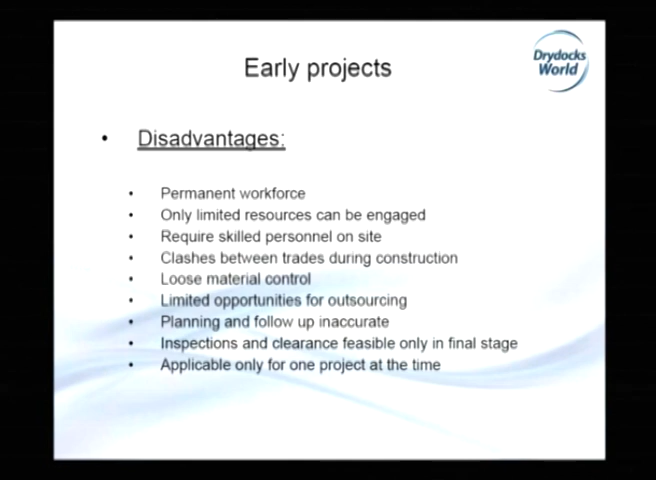 Early projects
Drydocks
World
• Disadvantages:
• Permanent workforce
• Only limited resources can be engaged
• Require skilled personnel on site
• Clashes between trades during construction
• Loose material control
• Limited opportunities for outsourcing
• Planning and follow up inaccurate
• Inspections and clearance feasible only in final stage
• Applicable only for one project at the time